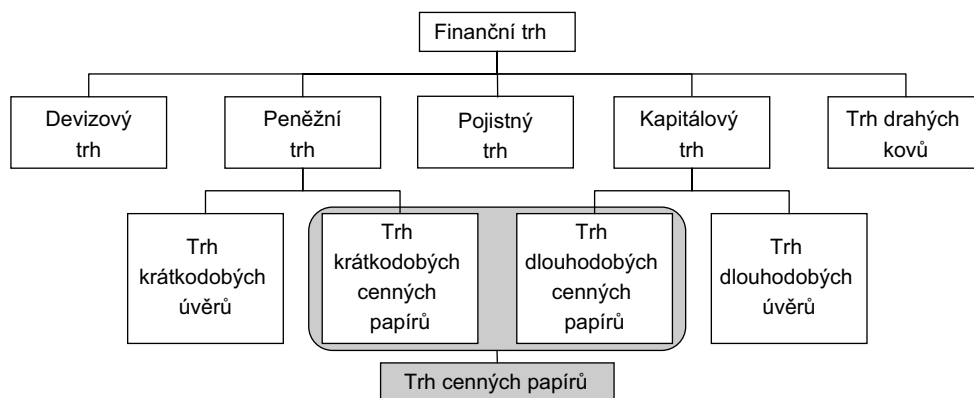 Finanční trh
Devizový
trh
Peněžní
trh
Pojistný
trh
Kapitálový
trh
Trh drahých
kovů
Trh
krátkodobých
úvěrů
Trh
krátkodobých
cenných
papírů
Trh
dlouhodobých
cenných
papírů
Trh
dlouhodobých
úvěrů
Trh cenných papírů